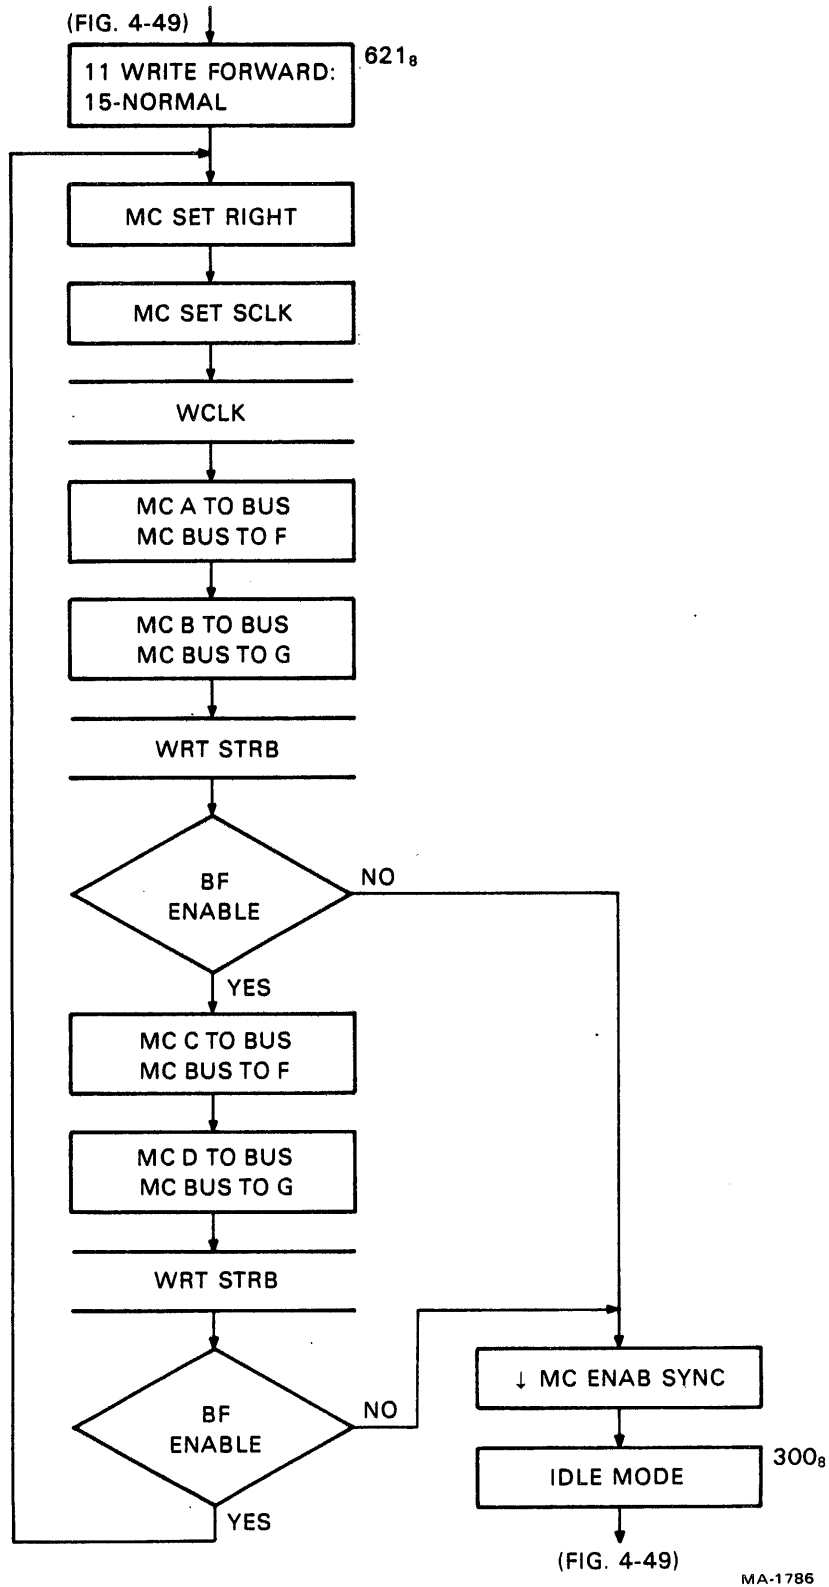 (FIG. 4-49)
11 WRITE FORWARD:
15-NORMAL
621₈
MC SET RIGHT
MC SET SCLK
WCLK
MC A TO BUS
MC BUS TO F
MC B TO BUS
MC BUS TO G
WRT STRB
BF
ENABLE
NO
YES
MC C TO BUS
MC BUS TO F
MC D TO BUS
MC BUS TO G
WRT STRB
BF
ENABLE
NO
YES
↓ MC ENAB SYNC
IDLE MODE
300₈
(FIG. 4-49)
MA-1786